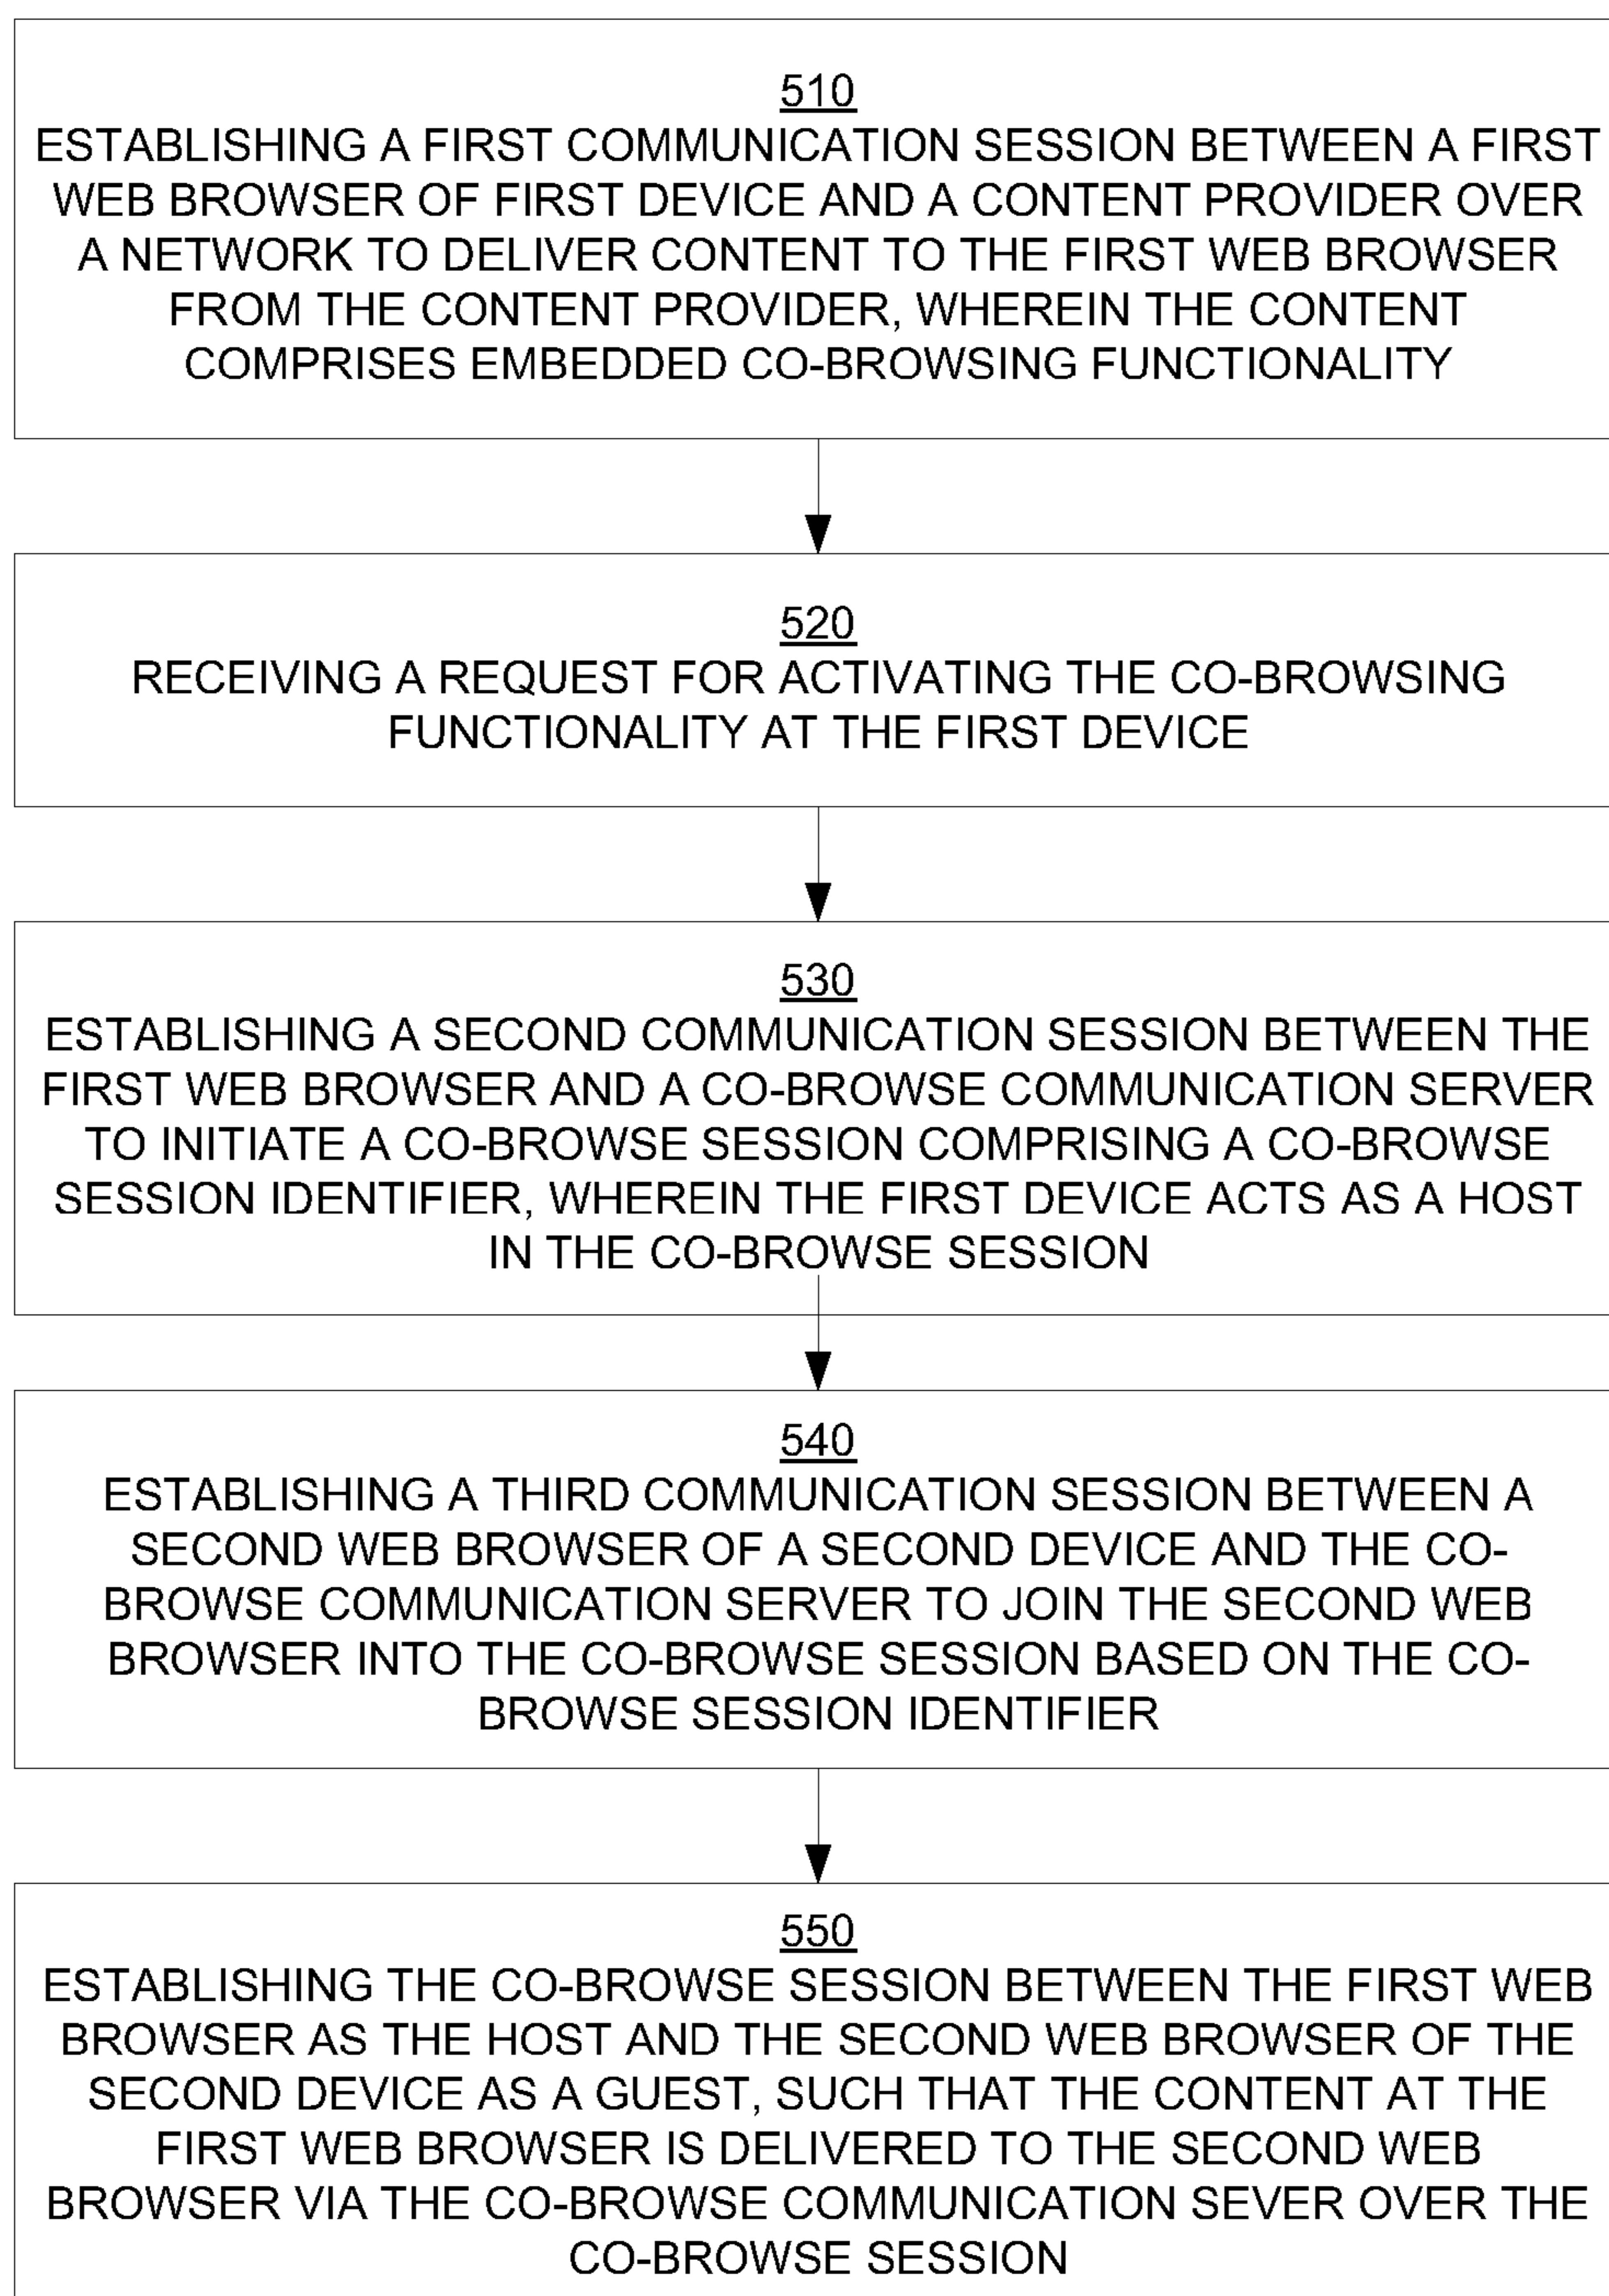 510
ESTABLISHING A FIRST COMMUNICATION SESSION BETWEEN A FIRST
WEB BROWSER OF FIRST DEVICE AND A CONTENT PROVIDER OVER
A NETWORK TO DELIVER CONTENT TO THE FIRST WEB BROWSER
FROM THE CONTENT PROVIDER, WHEREIN THE CONTENT
COMPRISES EMBEDDED CO-BROWSING FUNCTIONALITY
520
RECEIVING A REQUEST FOR ACTIVATING THE CO-BROWSING
FUNCTIONALITY AT THE FIRST DEVICE
530
ESTABLISHING A SECOND COMMUNICATION SESSION BETWEEN THE
FIRST WEB BROWSER AND A CO-BROWSE COMMUNICATION SERVER
TO INITIATE A CO-BROWSE SESSION COMPRISING A CO-BROWSE
SESSION IDENTIFIER, WHEREIN THE FIRST DEVICE ACTS AS A HOST
IN THE CO-BROWSE SESSION
540
ESTABLISHING A THIRD COMMUNICATION SESSION BETWEEN A
SECOND WEB BROWSER OF A SECOND DEVICE AND THE CO-
BROWSE COMMUNICATION SERVER TO JOIN THE SECOND WEB
BROWSER INTO THE CO-BROWSE SESSION BASED ON THE CO-
BROWSE SESSION IDENTIFIER
550
ESTABLISHING THE CO-BROWSE SESSION BETWEEN THE FIRST WEB
BROWSER AS THE HOST AND THE SECOND WEB BROWSER OF THE
SECOND DEVICE AS A GUEST, SUCH THAT THE CONTENT AT THE
FIRST WEB BROWSER IS DELIVERED TO THE SECOND WEB
BROWSER VIA THE CO-BROWSE COMMUNICATION SEVER OVER THE
CO-BROWSE SESSION